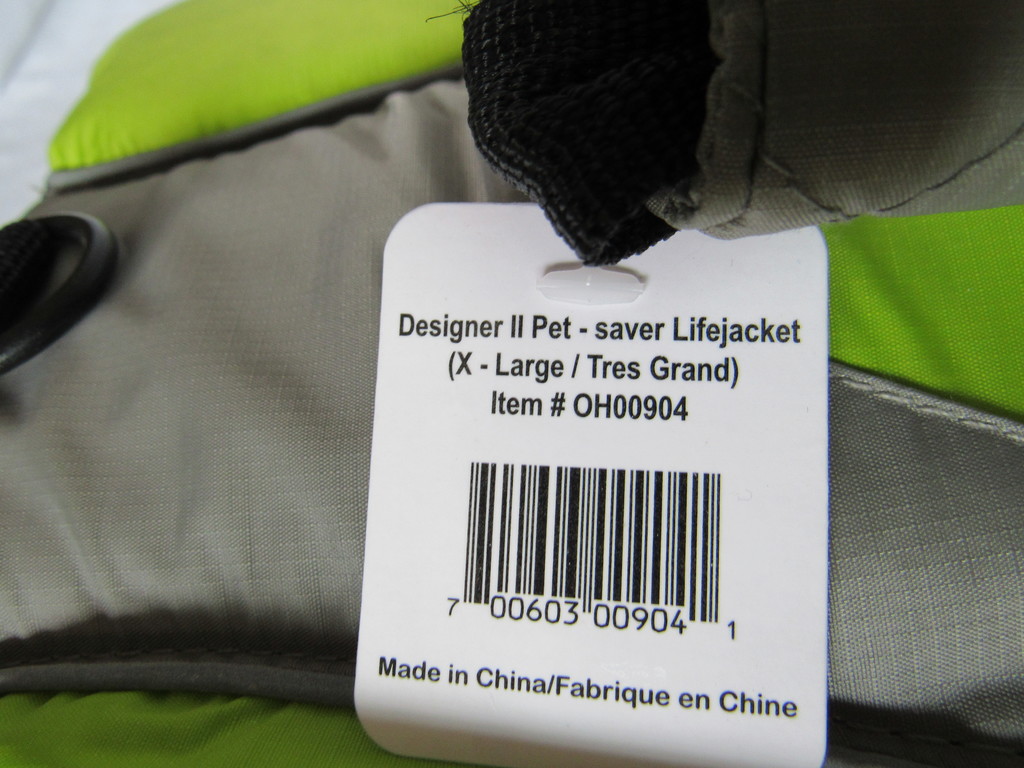 Designer II Pet - saver Lifejacket
(X - Large / Tres Grand)
Item # OH00904
7 00603 00904 1
Made in China/Fabrique en Chine